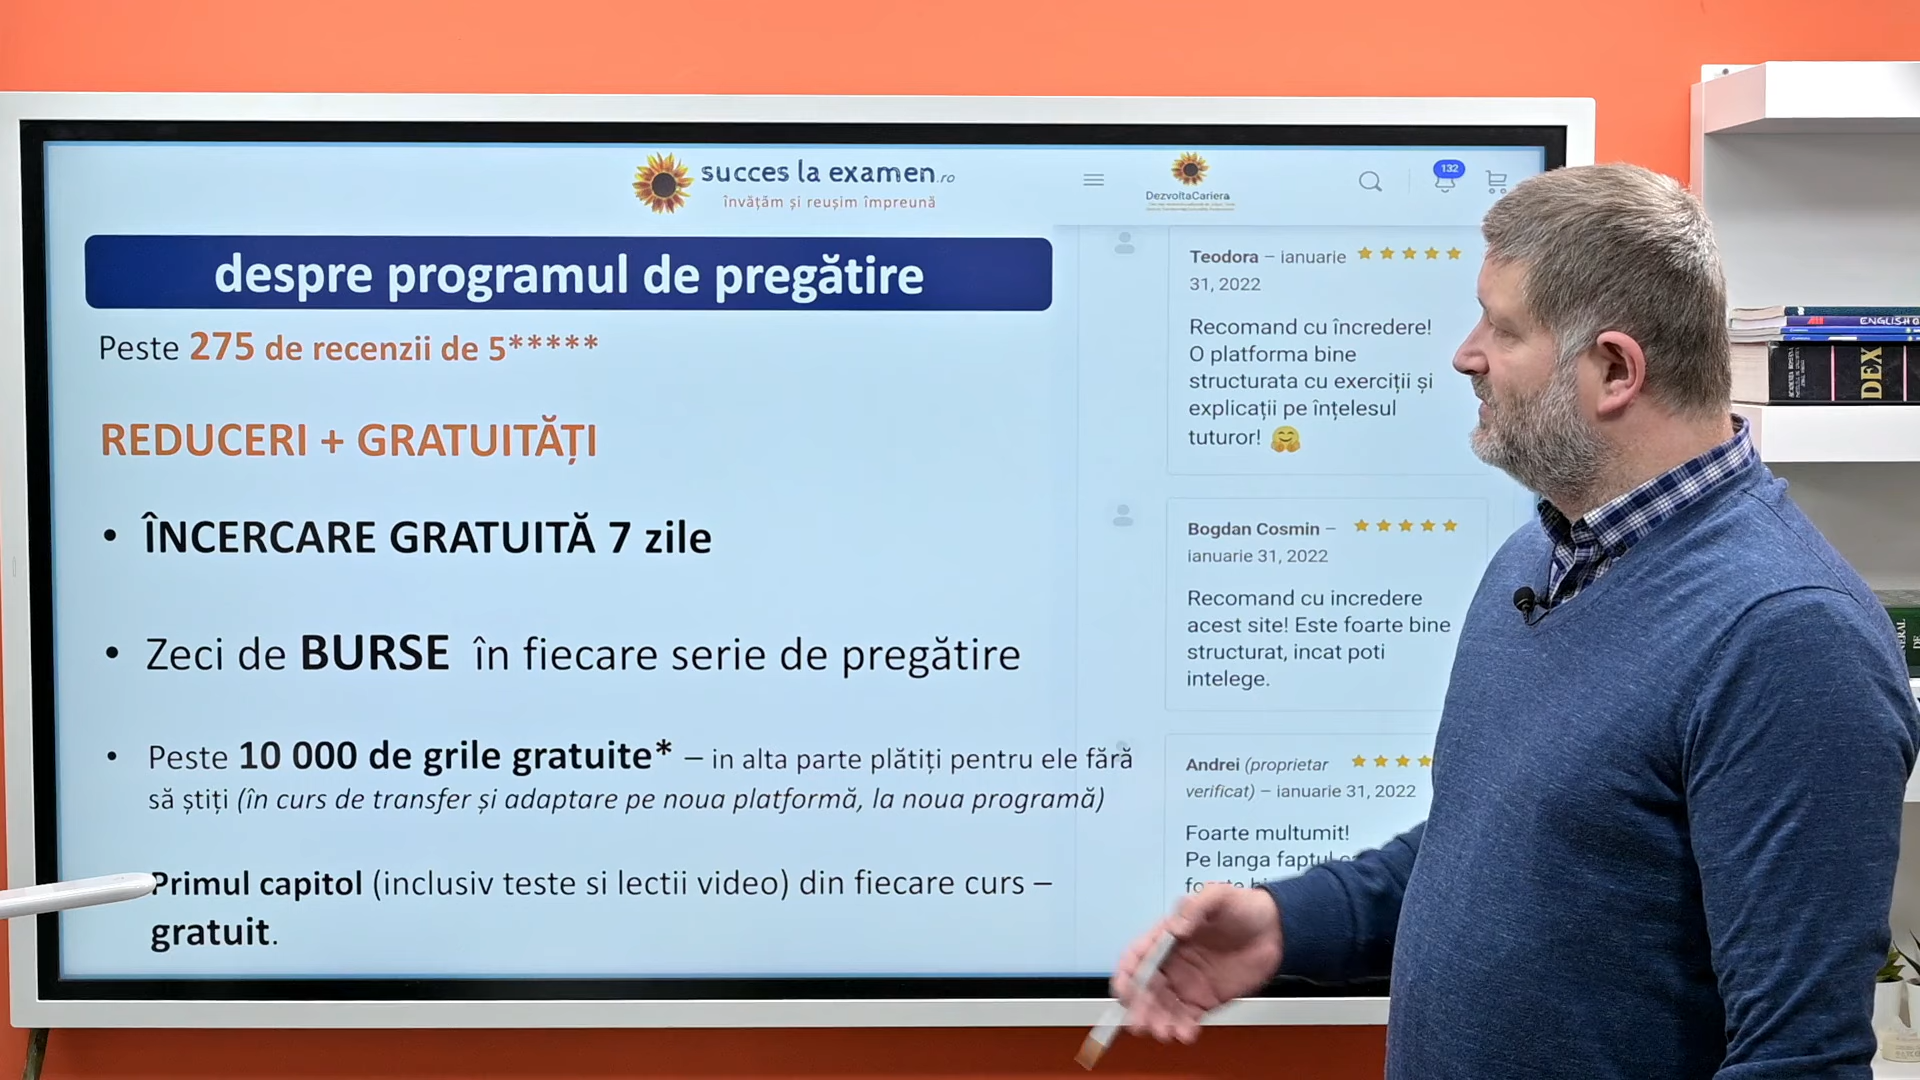 succes la examen.ro
învățăm și reușim împreună
despre programul de pregătire
Peste 275 de recenzii de 5*****
REDUCERI + GRATUITĂȚI
• ÎNCERCARE GRATUITĂ 7 zile
• Zeci de BURSE în fiecare serie de pregătire
• Peste 10 000 de grile gratuite* – in alta parte plătiți pentru ele fără
să știți (în curs de transfer și adaptare pe noua platformă, la noua programă)
Primul capitol (inclusiv teste si lectii video) din fiecare curs –
gratuit.
DezvoltaCariera
132
Teodora – ianuarie
31, 2022
Recomand cu încredere!
O platforma bine
structurata cu exerciții și
explicații pe înțelesul
tuturor! 🤗
Bogdan Cosmin –
ianuarie 31, 2022
Recomand cu incredere
acest site! Este foarte bine
structurat, incat poti
intelege.
Andrei (proprietar
verificat) – ianuarie 31, 2022
Foarte multumit!
Pe langa faptul
ENGLISH
DEX